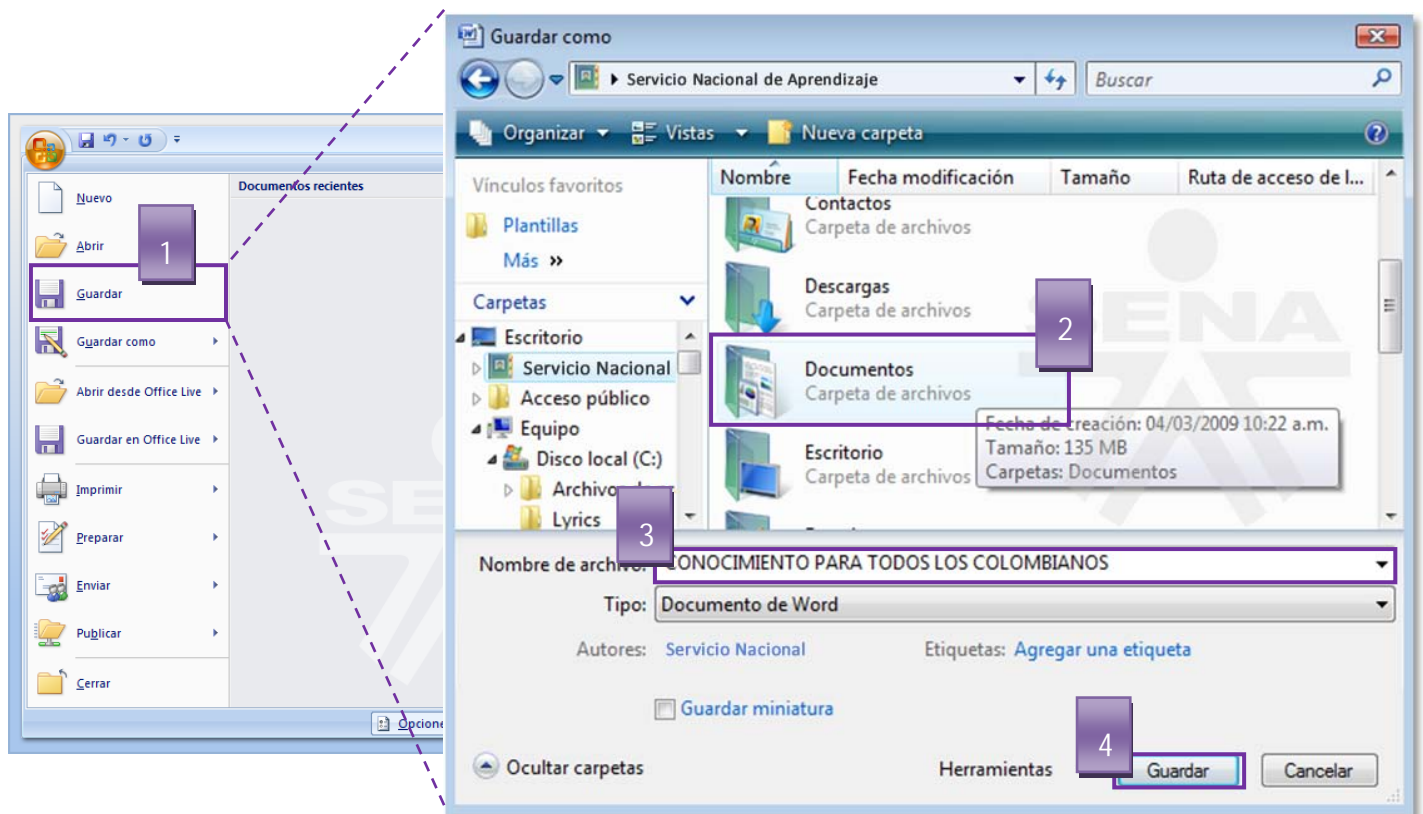 Documentos recientes
Nuevo
1
Abrir
Guardar
Guardar como
Abrir desde Office Live
Guardar en Office Live
Imprimir
Preparar
Enviar
Publicar
Cerrar
Guardar como
Servicio Nacional de Aprendizaje
Buscar
Organizar Vistas Nueva carpeta
Vínculos favoritos
Plantillas
Más »
Carpetas
Escritorio
Servicio Nacional
Acceso público
Equipo
Disco local (C:)
Lyrics
Nombre Fecha modificación Tamaño Ruta de acceso de l...
Contactos
Carpeta de archivos
Descargas
Carpeta de archivos
2
Documentos
Carpeta de archivos
Fecha de creación: 04/03/2009 10:22 a.m.
Tamaño: 135 MB
Carpetas: Documentos
Escritorio
Carpeta de archivos
SENA
3
Nombre de archivo: CONOCIMIENTO PARA TODOS LOS COLOMBIANOS
Tipo: Documento de Word
Autores: Servicio Nacional Etiquetas: Agregar una etiqueta
Guardar miniatura
4
Ocultar carpetas Herramientas Guardar Cancelar